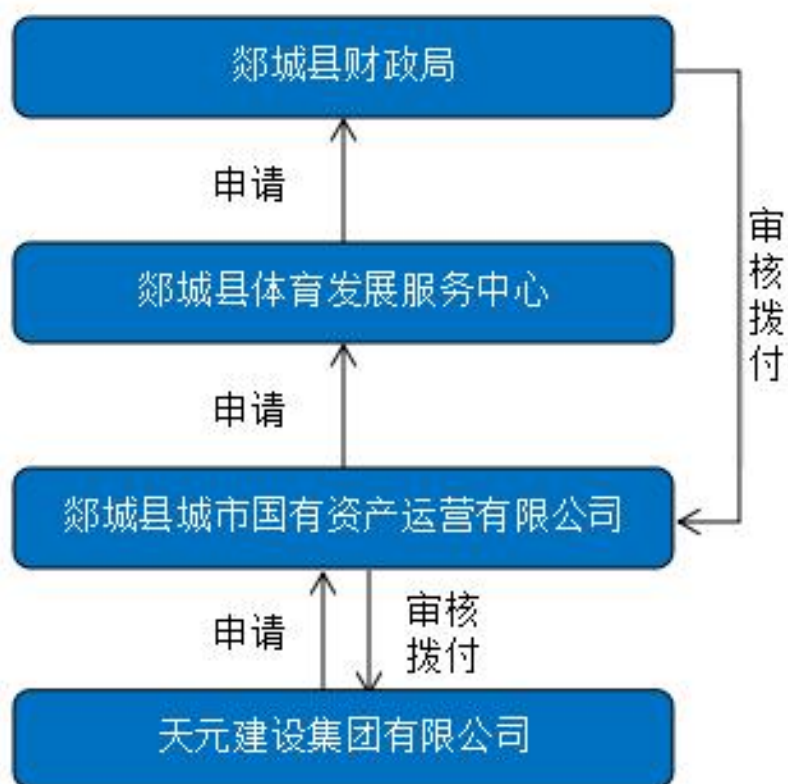 郯城县财政局
申请
审
核
拨
付
郯城县体育发展服务中心
申请
郯城县城市国有资产运营有限公司
申请
审核
拨付
天元建设集团有限公司